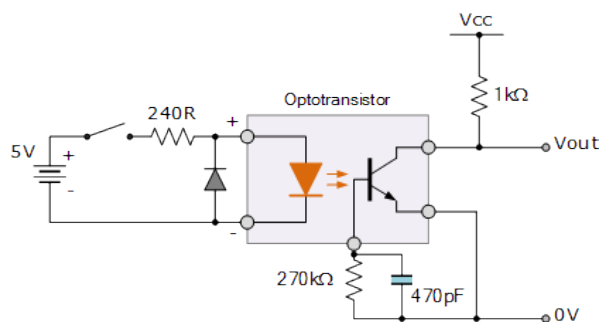 Vcc
1kΩ
Optotransistor
240R
+
Vout
5V
+
-
-
270kΩ
470pF
0V